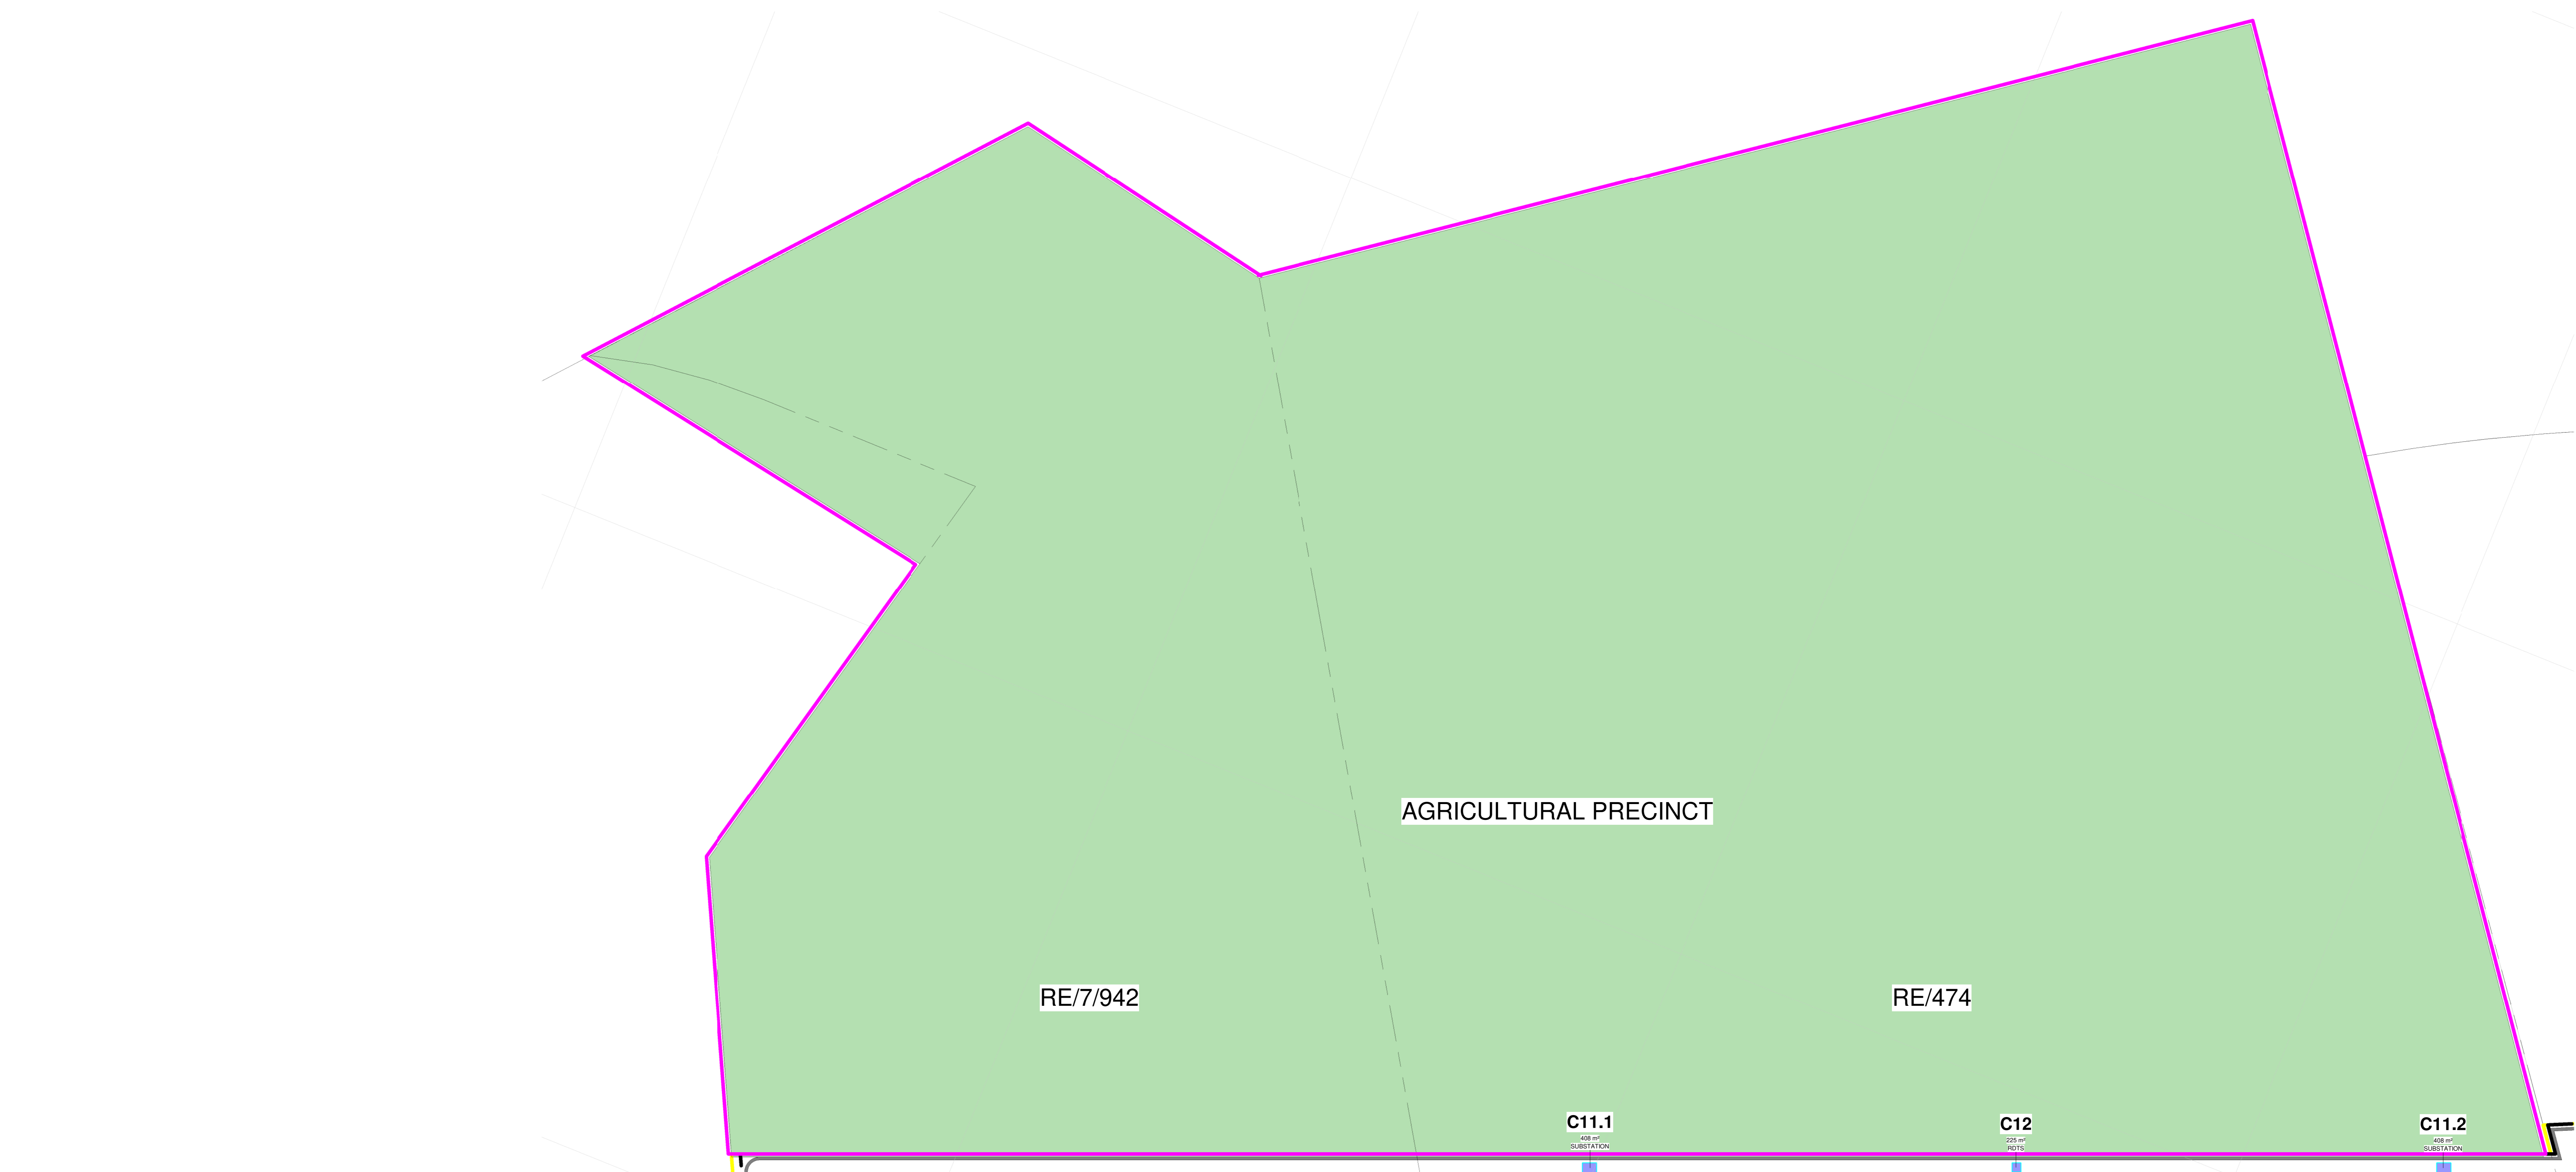 AGRICULTURAL PRECINCT
RE/7/942
RE/474
C11.1
408 m²
SUBSTATION
C12
225 m²
RDTS
C11.2
408 m²
SUBSTATION